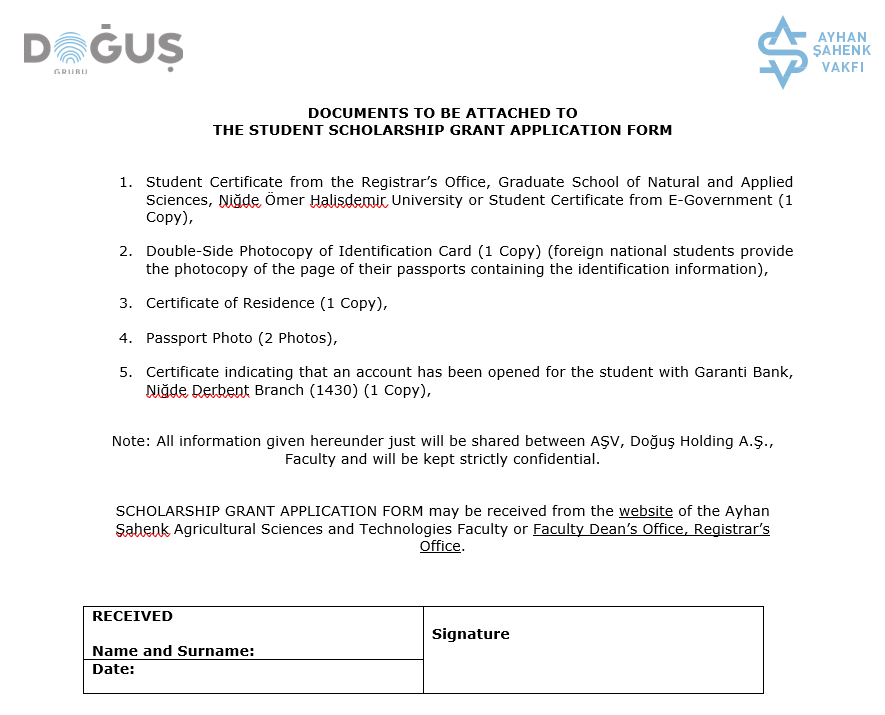 DOĞUŞ
GRUBU
AYHAN
ŞAHENK
VAKFI
DOCUMENTS TO BE ATTACHED TO
THE STUDENT SCHOLARSHIP GRANT APPLICATION FORM
1. Student Certificate from the Registrar’s Office, Graduate School of Natural and Applied
Sciences, Niğde Ömer Halisdemir University or Student Certificate from E-Government (1
Copy),
2. Double-Side Photocopy of Identification Card (1 Copy) (foreign national students provide
the photocopy of the page of their passports containing the identification information),
3. Certificate of Residence (1 Copy),
4. Passport Photo (2 Photos),
5. Certificate indicating that an account has been opened for the student with Garanti Bank,
Niğde Derbent Branch (1430) (1 Copy),
Note: All information given hereunder just will be shared between AŞV, Doğuş Holding A.Ş.,
Faculty and will be kept strictly confidential.
SCHOLARSHIP GRANT APPLICATION FORM may be received from the website of the Ayhan
Şahenk Agricultural Sciences and Technologies Faculty or Faculty Dean’s Office, Registrar’s
Office.
RECEIVED
Name and Surname:
Date:
Signature